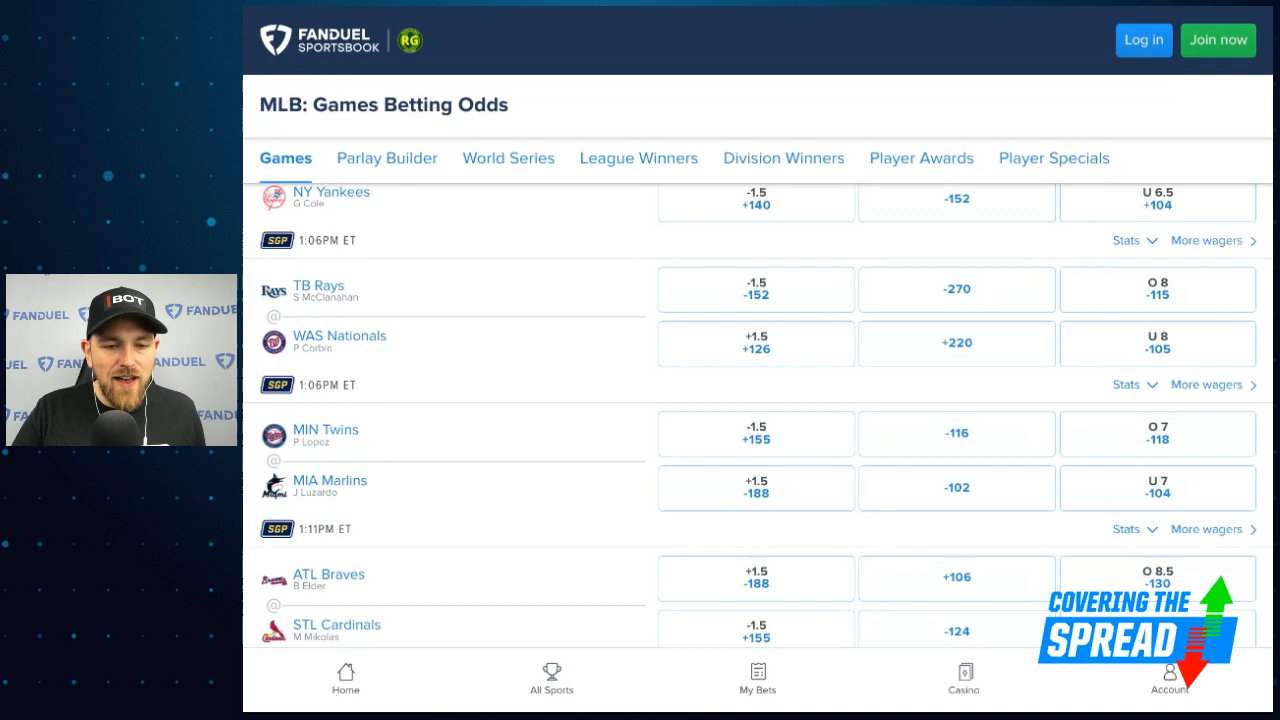 FANDUEL
SPORTSBOOK
RG
Log in
Join now
MLB: Games Betting Odds
Games
Parlay Builder
World Series
League Winners
Division Winners
Player Awards
Player Specials
NY Yankees
G Cole
-1.5
+140
-152
U 6.5
+104
SGP 1:06PM ET
Stats
More wagers
Rays
TB Rays
S McClanahan
-1.5
-152
-270
O 8
-115
@
WAS Nationals
P Corbin
+1.5
+126
+220
U 8
-105
SGP 1:06PM ET
Stats
More wagers
MIN Twins
P Lopez
-1.5
+155
-116
O 7
-118
@
Miami
MIA Marlins
J Luzardo
+1.5
-188
-102
U 7
-104
SGP 1:11PM ET
Stats
More wagers
Braves
ATL Braves
B Elder
+1.5
-188
+106
O 8.5
-130
@
STL Cardinals
M Mikolas
-1.5
+155
-124
COVERING THE
SPREAD
Home
All Sports
My Bets
Casino
Account
BOT
FANDUEL
FANDUEL